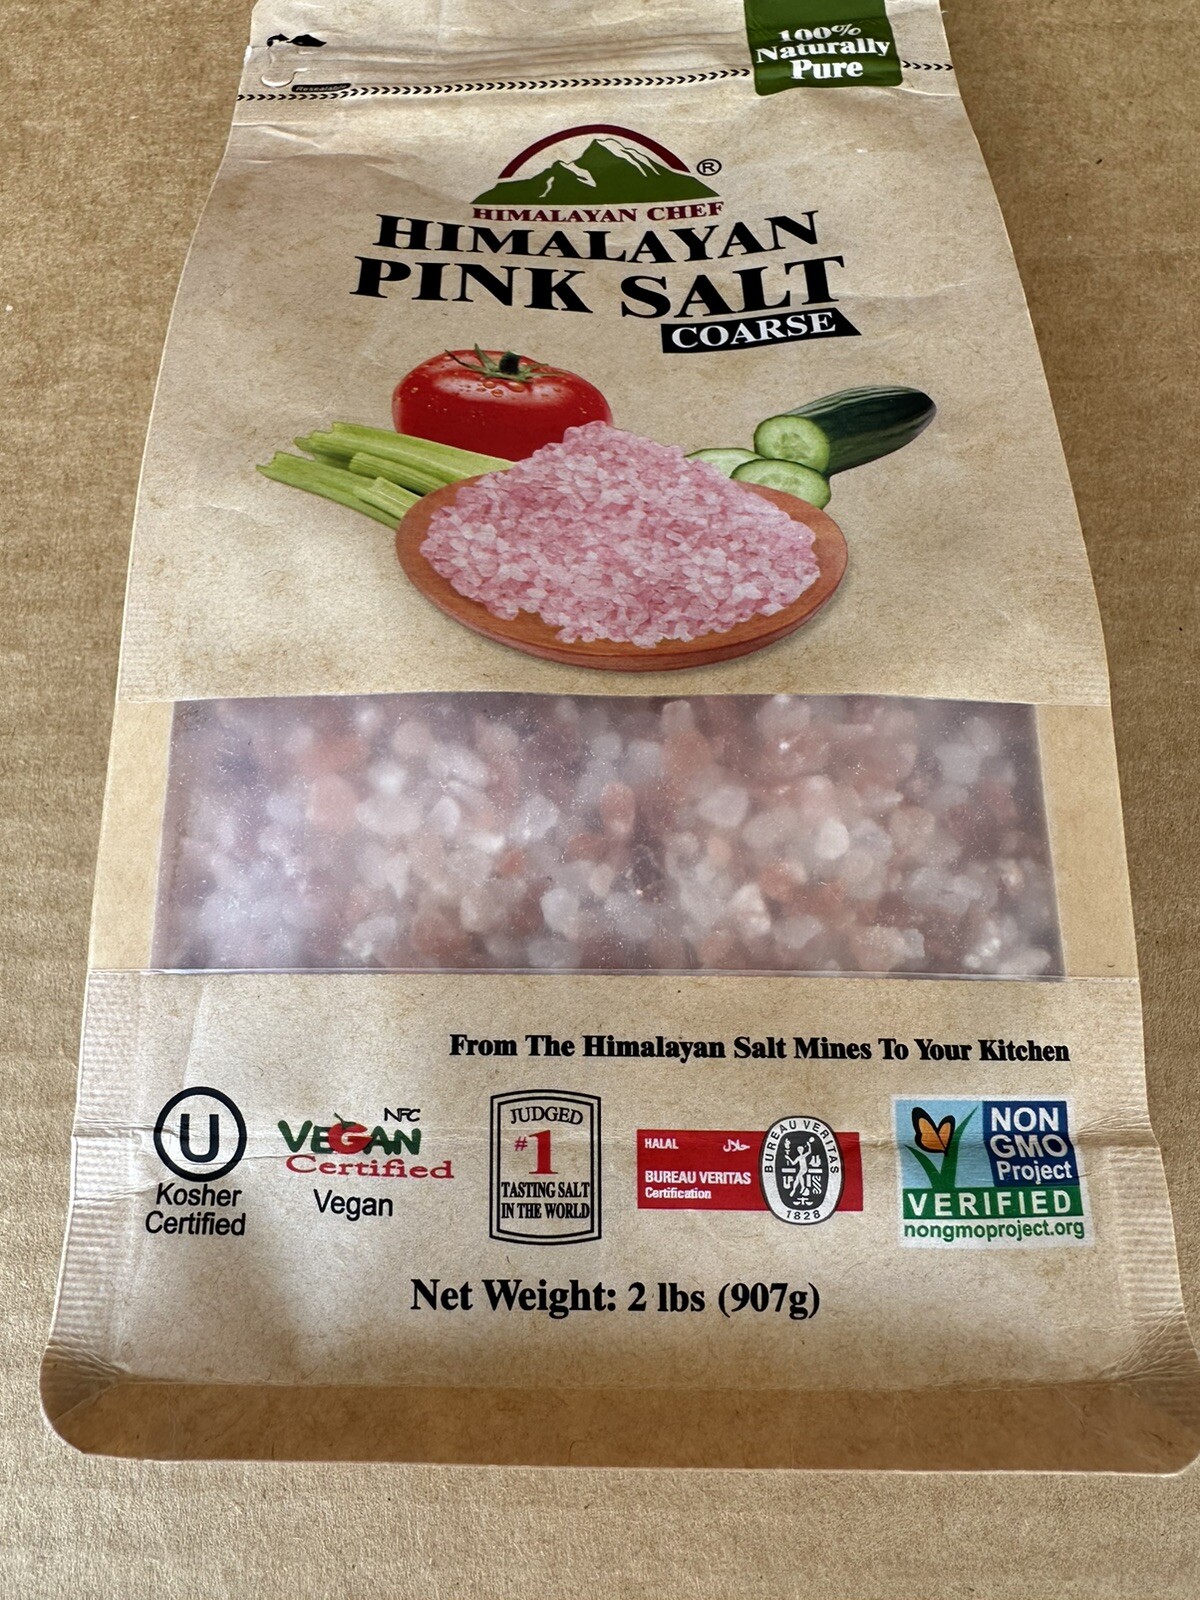 100%
Naturally
Pure
Resealable
®
HIMALAYAN CHEF
HIMALAYAN
PINK SALT
COARSE
From The Himalayan Salt Mines To Your Kitchen
U
Kosher
Certified
NFC
VEGAN
Certified
Vegan
JUDGED
#1
TASTING SALT
IN THE WORLD
HALAL حلال
BUREAU VERITAS
Certification
BUREAU VERITAS
1828
NON
GMO
Project
VERIFIED
nongmoproject.org
Net Weight: 2 lbs (907g)